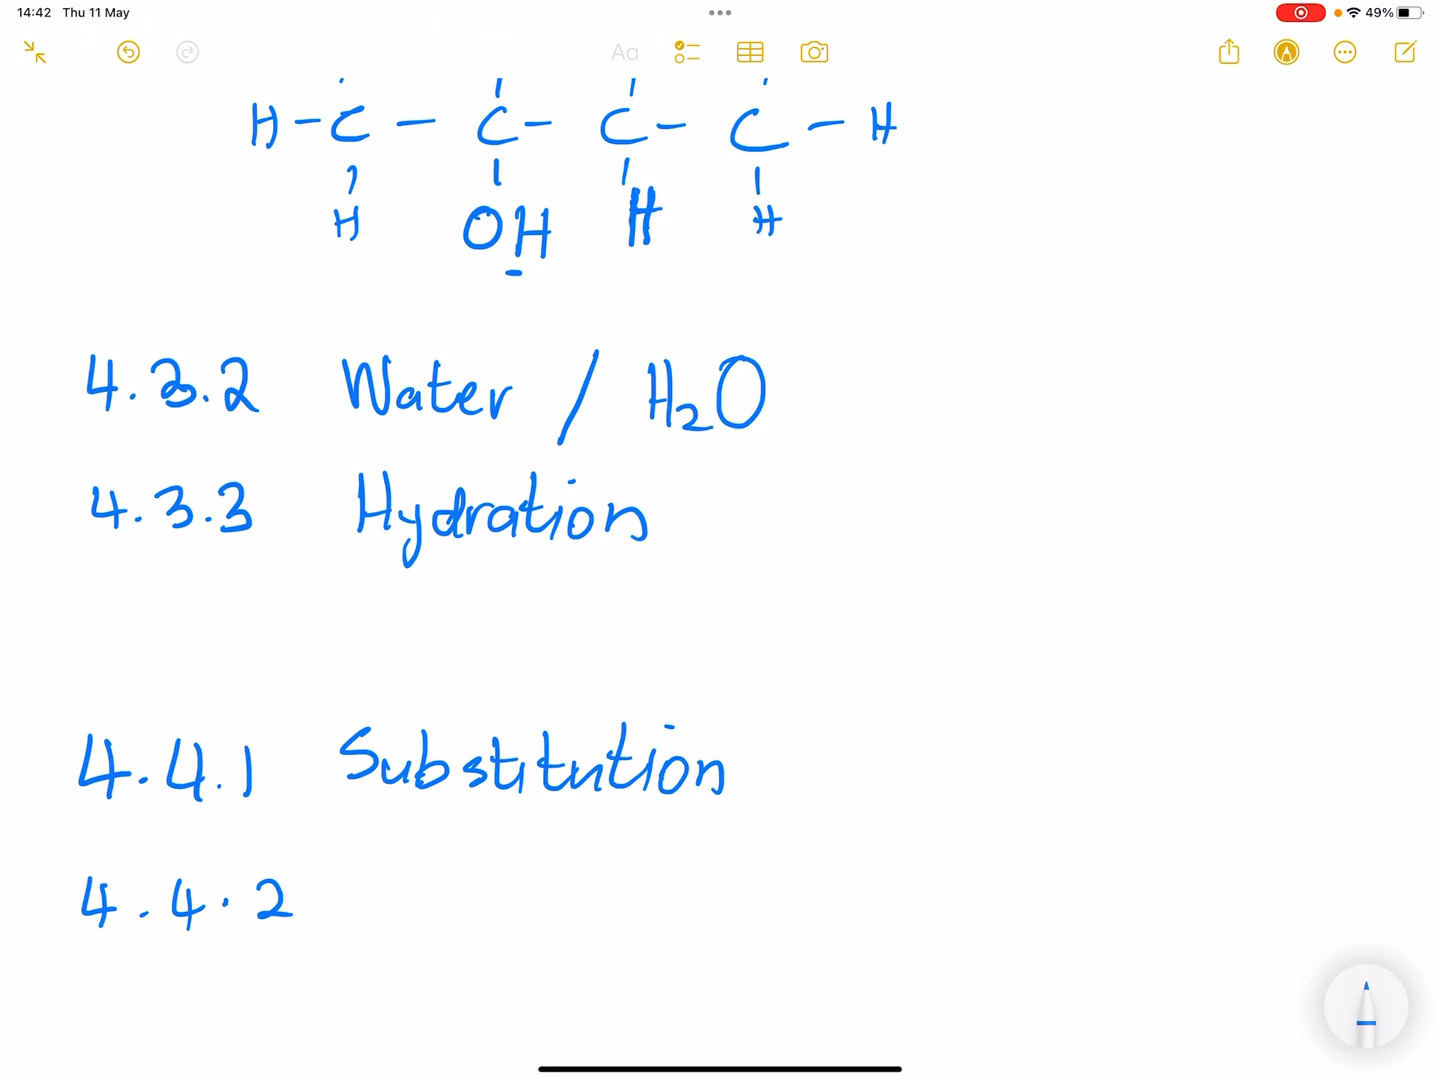 14:42 Thu 11 May 49%
Aa
H - C - C - C - C - H
H OH H H
4.3.2 Water / H₂O
4.3.3 Hydration
4.4.1 Substitution
4.4.2